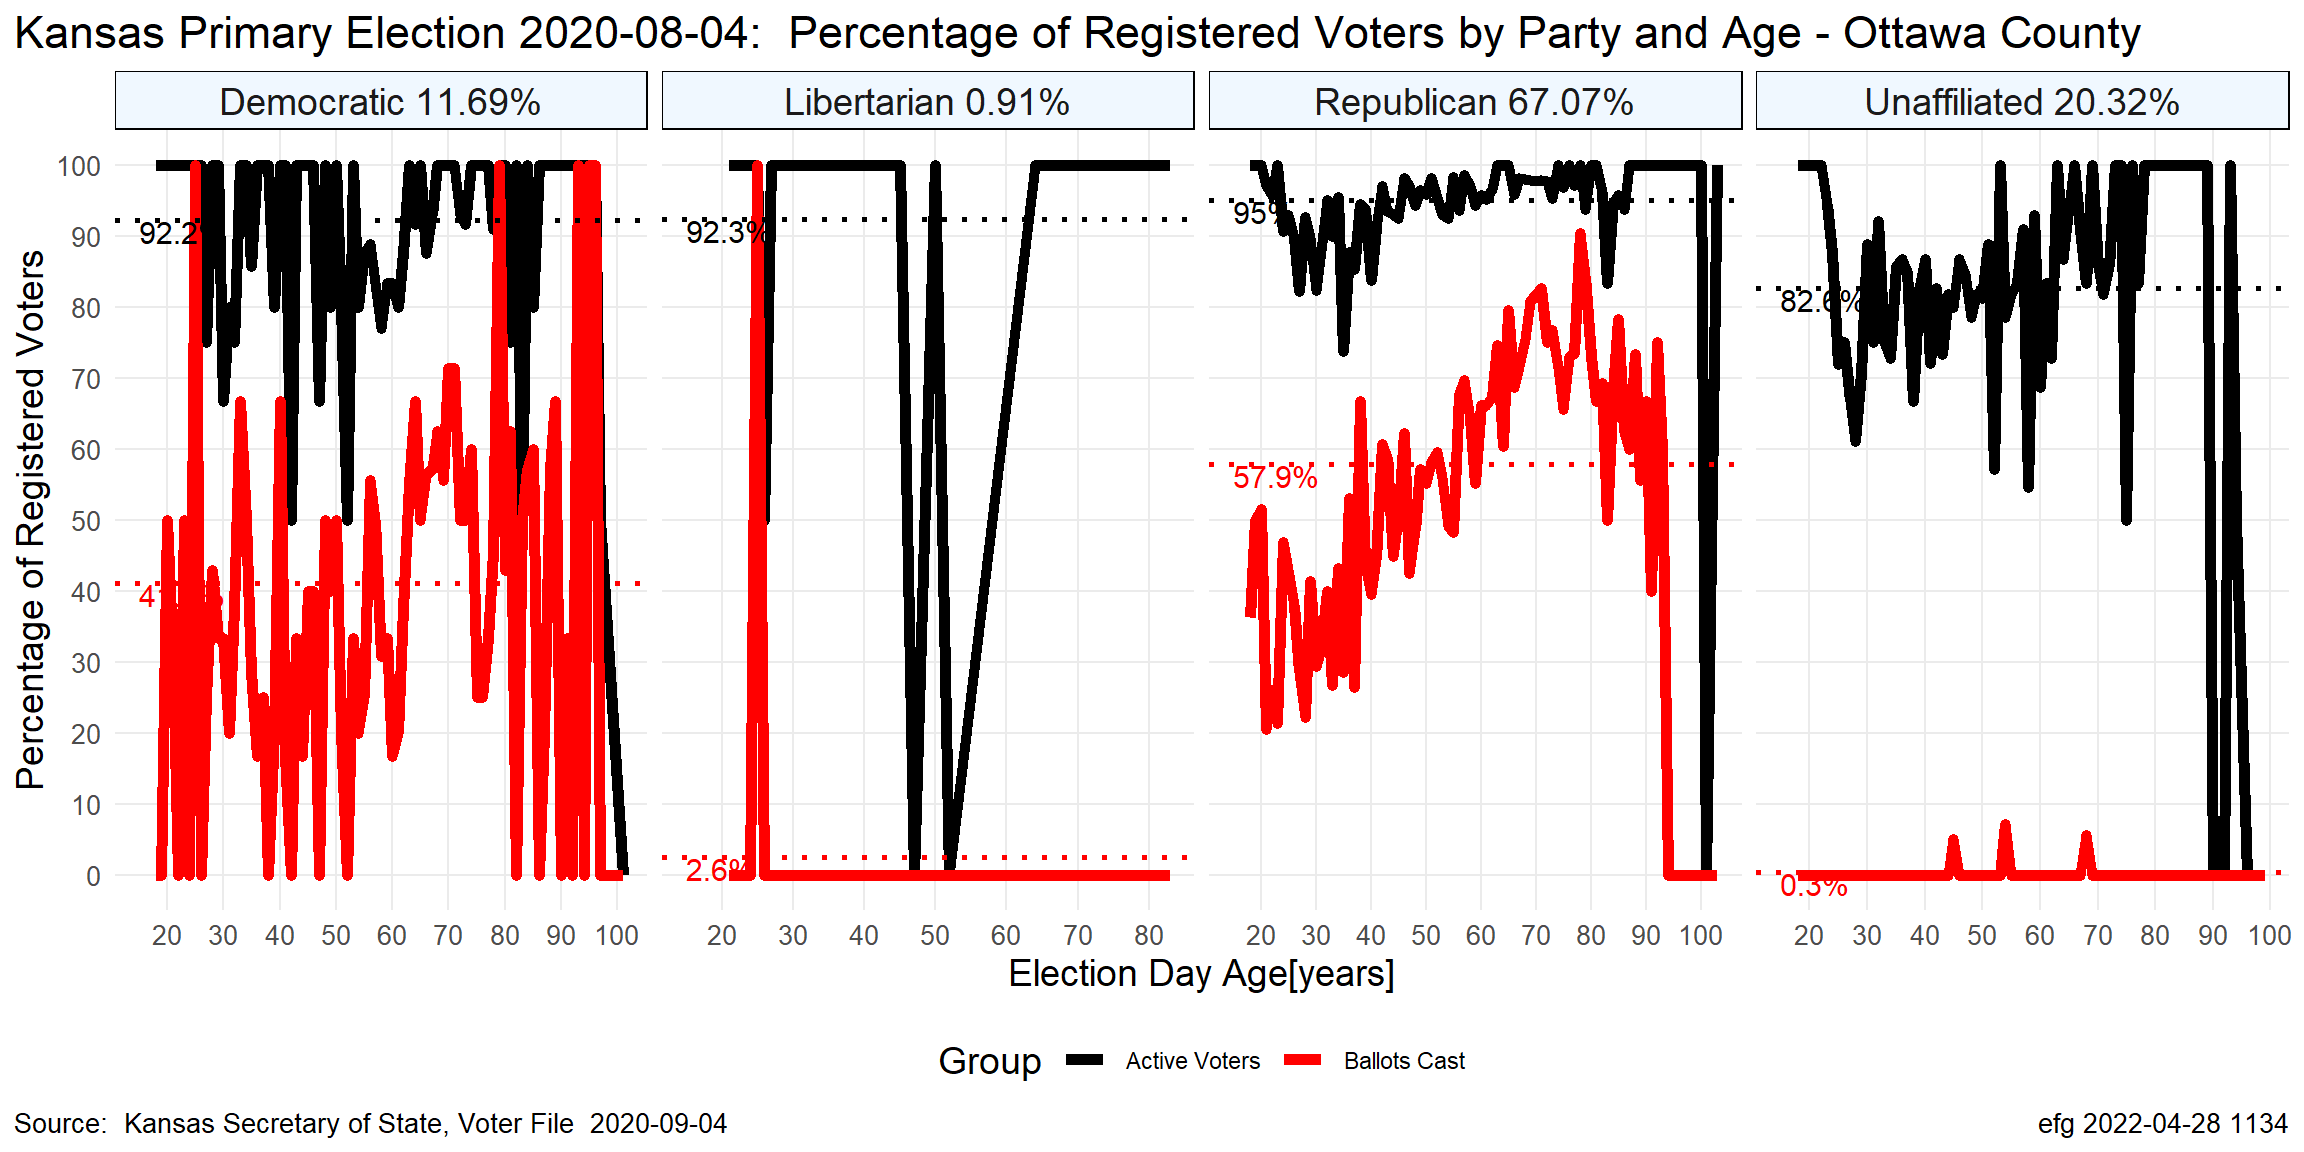 Kansas Primary Election 2020-08-04:  Percentage of Registered Voters by Party and Age - Ottawa County
Democratic 11.69%
Libertarian 0.91%
Republican 67.07%
Unaffiliated 20.32%
Percentage of Registered Voters
100
90
80
70
60
50
40
30
20
10
0
92.2%
92.3%
2.6%
95%
57.9%
82.6%
0.3%
20 30 40 50 60 70 80 90 100
20 30 40 50 60 70 80
20 30 40 50 60 70 80 90 100
20 30 40 50 60 70 80 90 100
Election Day Age[years]
Group Active Voters Ballots Cast
Source:  Kansas Secretary of State, Voter File  2020-09-04
efg 2022-04-28 1134